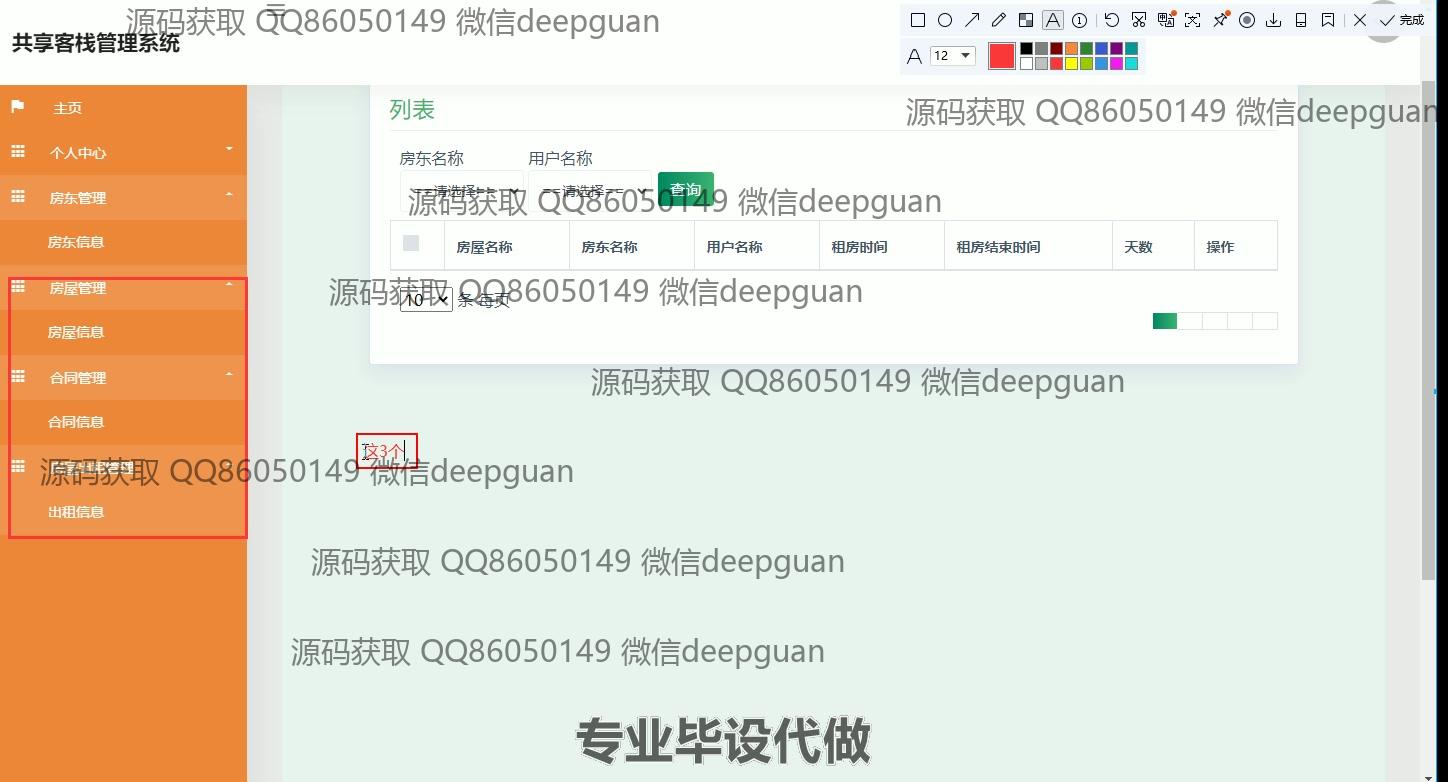 源码获取 QQ86050149 微信deepguan
共享客栈管理系统
完成
A 12
主页
个人中心
房东管理
房东信息
房屋管理
房屋信息
合同管理
合同信息
出租信息
列表
源码获取 QQ86050149 微信deepguan
房东名称 用户名称
==请选择== ==请选择== 查询
源码获取 QQ86050149 微信deepguan
房屋名称 房东名称 用户名称 租房时间 租房结束时间 天数 操作
源码获取 QQ86050149 微信deepguan
10 条 每页
源码获取 QQ86050149 微信deepguan
这3个
源码获取 QQ86050149 微信deepguan
源码获取 QQ86050149 微信deepguan
源码获取 QQ86050149 微信deepguan
专业毕设代做